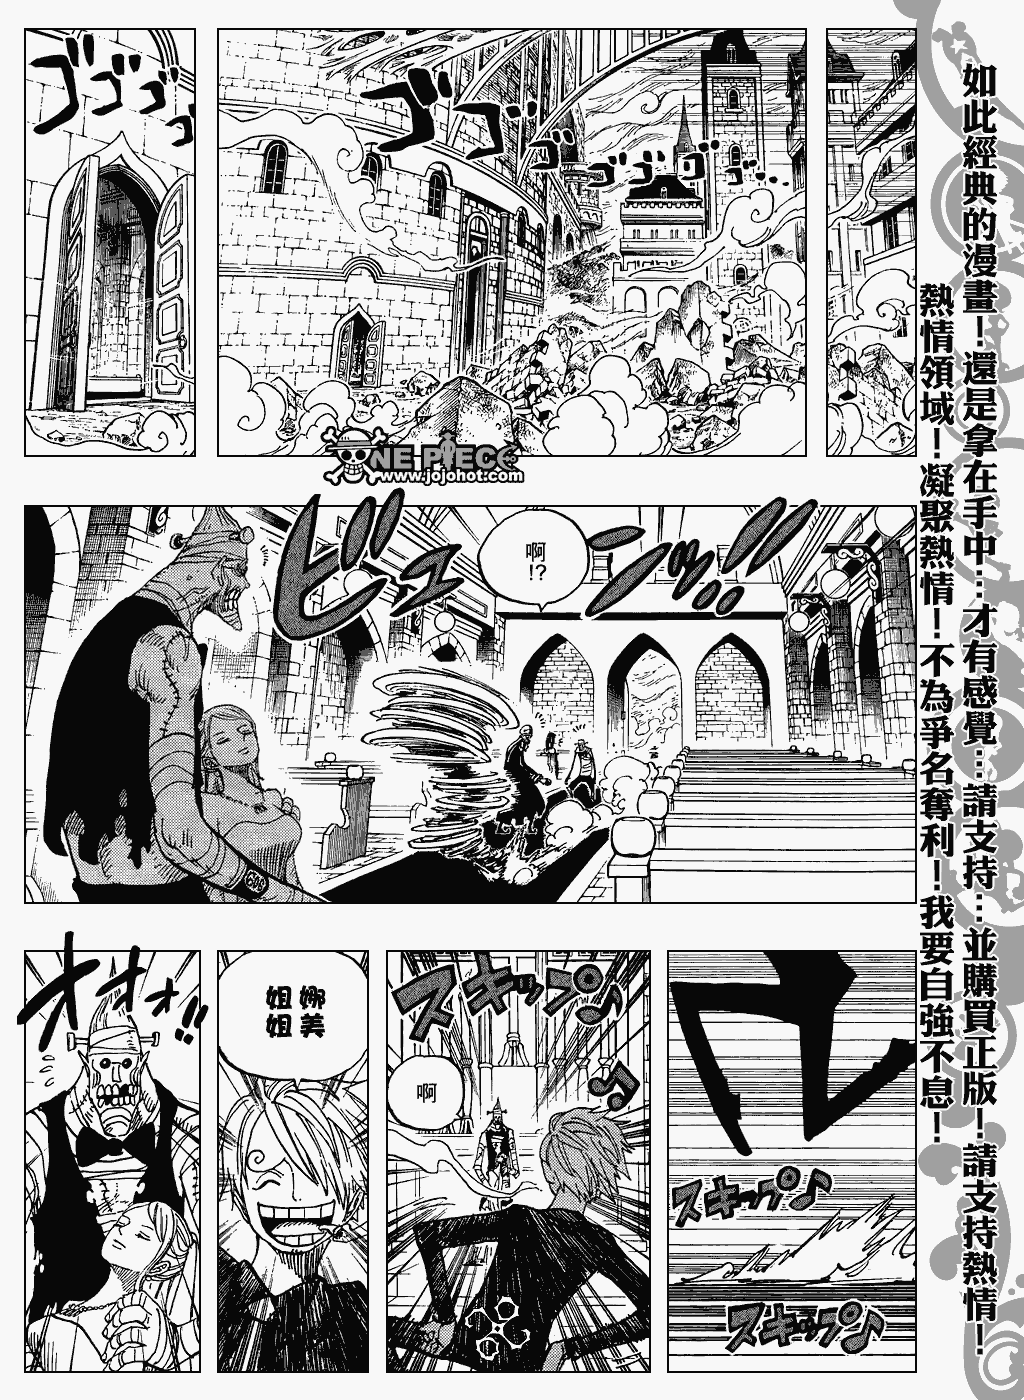 如此經典的漫畫！還是拿在手中…才有感覺…請支持…並購買正版！請支持熱情！
熱情領域！凝聚熱情！不為爭名奪利！我要自強不息！
ゴゴゴゴ
ゴゴゴゴゴゴゴ
ONE PIECE
www.jojohot.com
ビュンッ!!
啊
!?
スキップ♪
スキップ♪
スキップ♪
啊
娜美
姐姐
オオオ!!